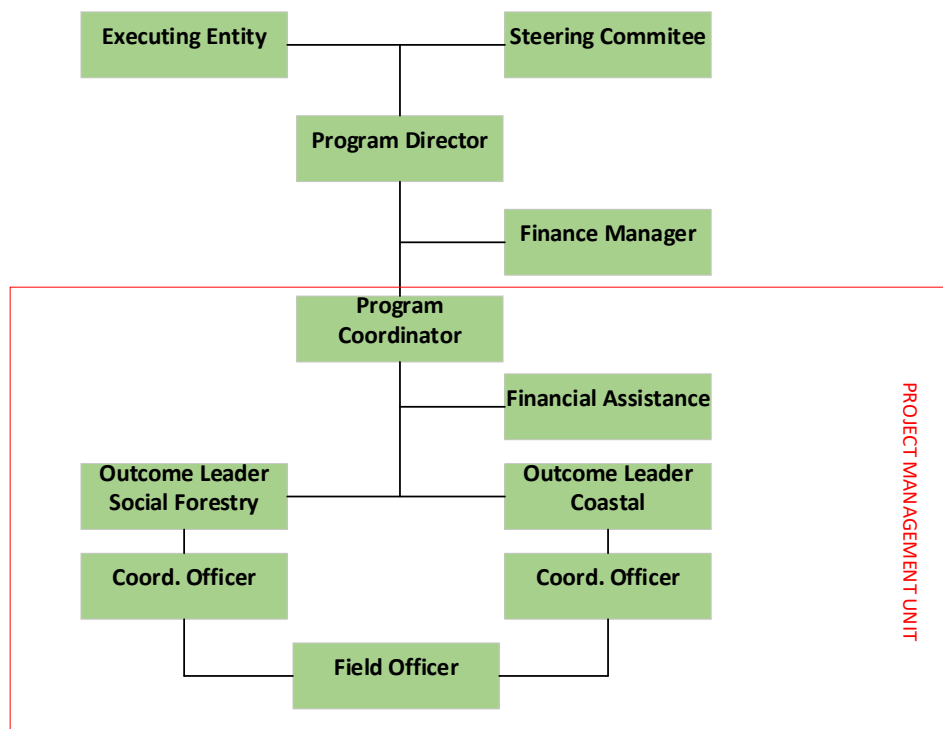 Executing Entity
Steering Commitee
Program Director
Finance Manager
Program
Coordinator
Financial Assistance
Outcome Leader
Social Forestry
Outcome Leader
Coastal
Coord. Officer
Coord. Officer
Field Officer
PROJECT MANAGEMENT UNIT